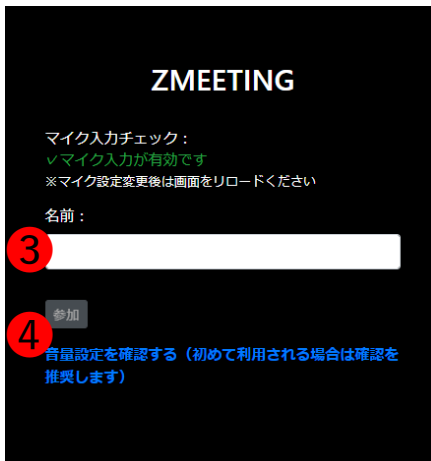 ZMEETING
マイク入力チェック：
✓マイク入力が有効です
※マイク設定変更後は画面をリロードください
名前：
3
参加
4
音量設定を確認する（初めて利用される場合は確認を
推奨します）